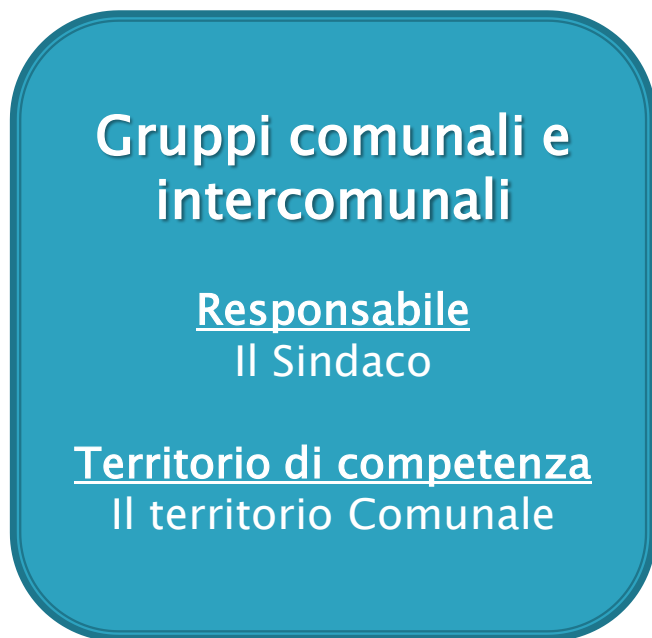 Gruppi comunali e
intercomunali
Responsabile
Il Sindaco
Territorio di competenza
Il territorio Comunale